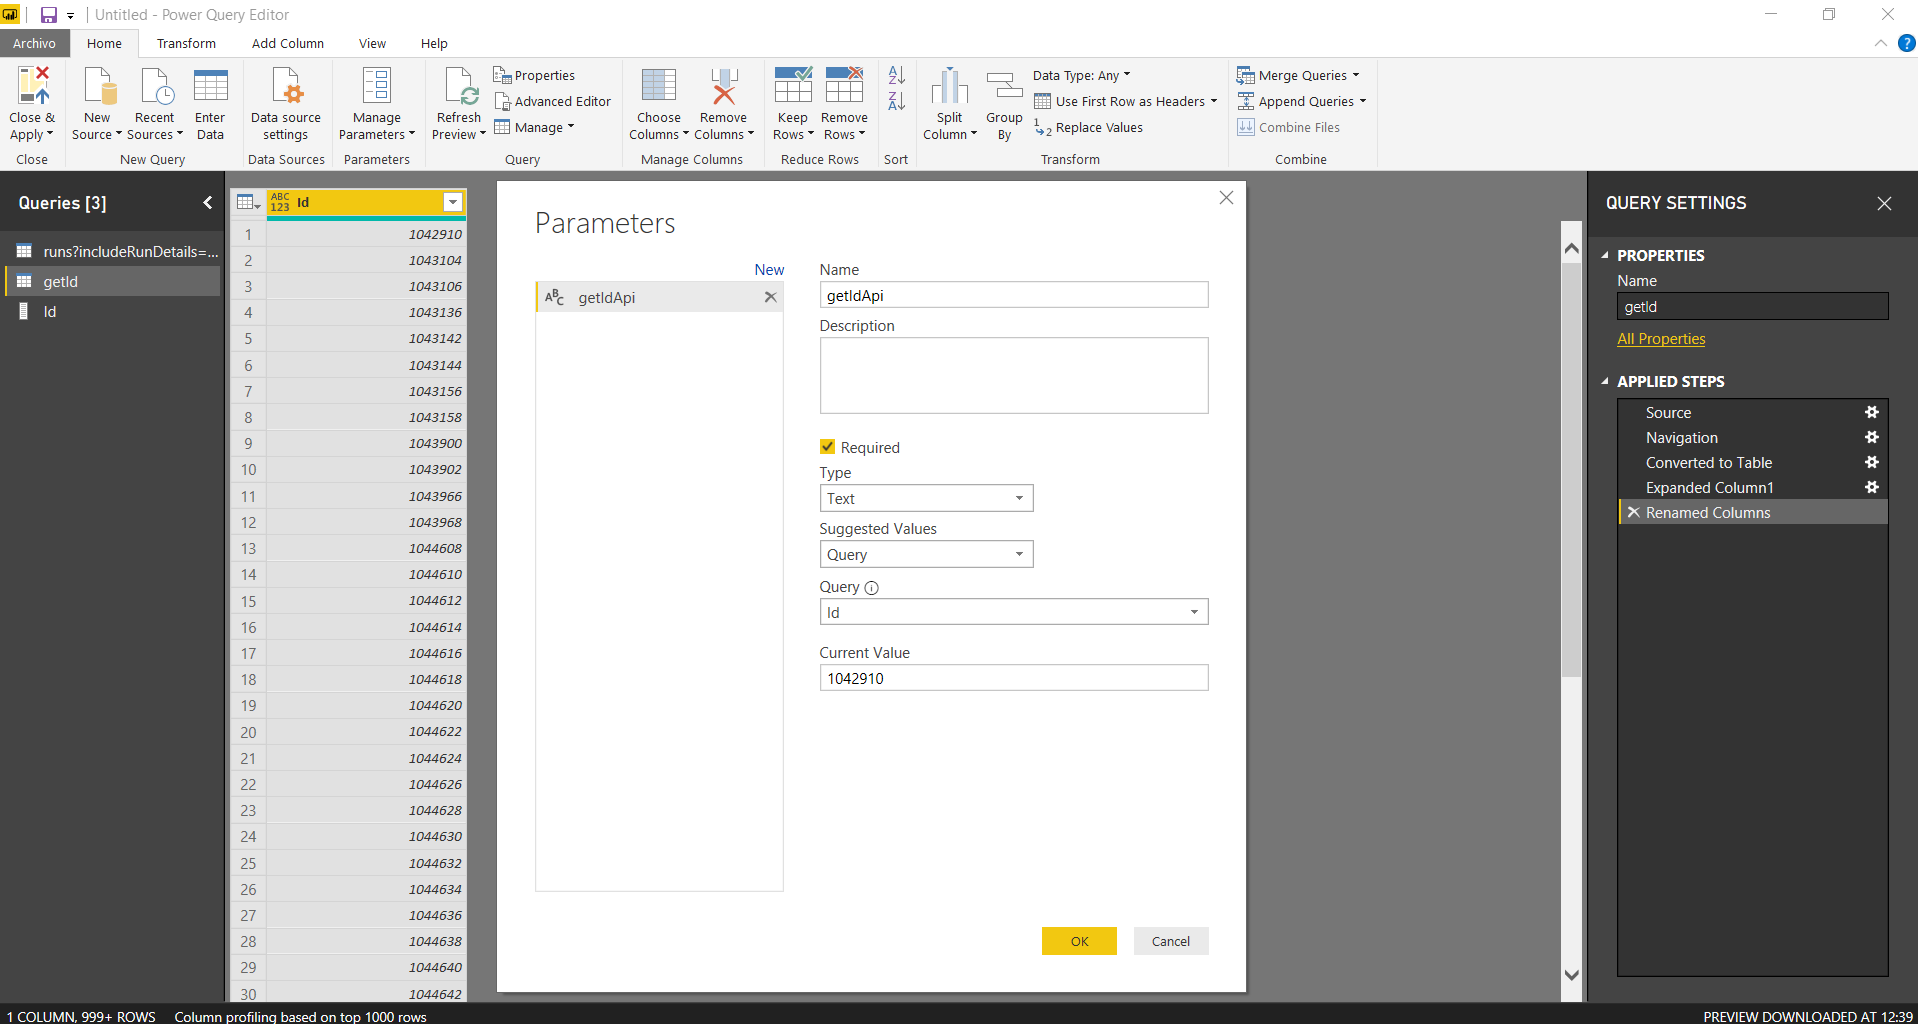 Untitled - Power Query Editor
Archivo Home Transform Add Column View Help
Close & Apply
New Source
Recent Sources
Enter Data
Data source settings
Manage Parameters
Refresh Preview
Properties
Advanced Editor
Manage
Choose Columns
Remove Columns
Keep Rows
Remove Rows
Split Column
Group By
Data Type: Any
Use First Row as Headers
Replace Values
Merge Queries
Append Queries
Combine Files
Close New Query Data Sources Parameters Query Manage Columns Reduce Rows Sort Transform Combine
Queries [3]
runs?includeRunDetails=...
getId
Id
ABC 123 Id
1 1042910
2 1043104
3 1043106
4 1043136
5 1043142
6 1043144
7 1043156
8 1043158
9 1043900
10 1043902
11 1043966
12 1043968
13 1044608
14 1044610
15 1044612
16 1044614
17 1044616
18 1044618
19 1044620
20 1044622
21 1044624
22 1044626
23 1044628
24 1044630
25 1044632
26 1044634
27 1044636
28 1044638
29 1044640
30 1044642
Parameters
New
ABC getIdApi
Name
getIdApi
Description
Required
Type
Text
Suggested Values
Query
Query
Id
Current Value
1042910
OK Cancel
QUERY SETTINGS
PROPERTIES
Name
getId
All Properties
APPLIED STEPS
Source
Navigation
Converted to Table
Expanded Column1
Renamed Columns
1 COLUMN, 999+ ROWS Column profiling based on top 1000 rows
PREVIEW DOWNLOADED AT 12:39